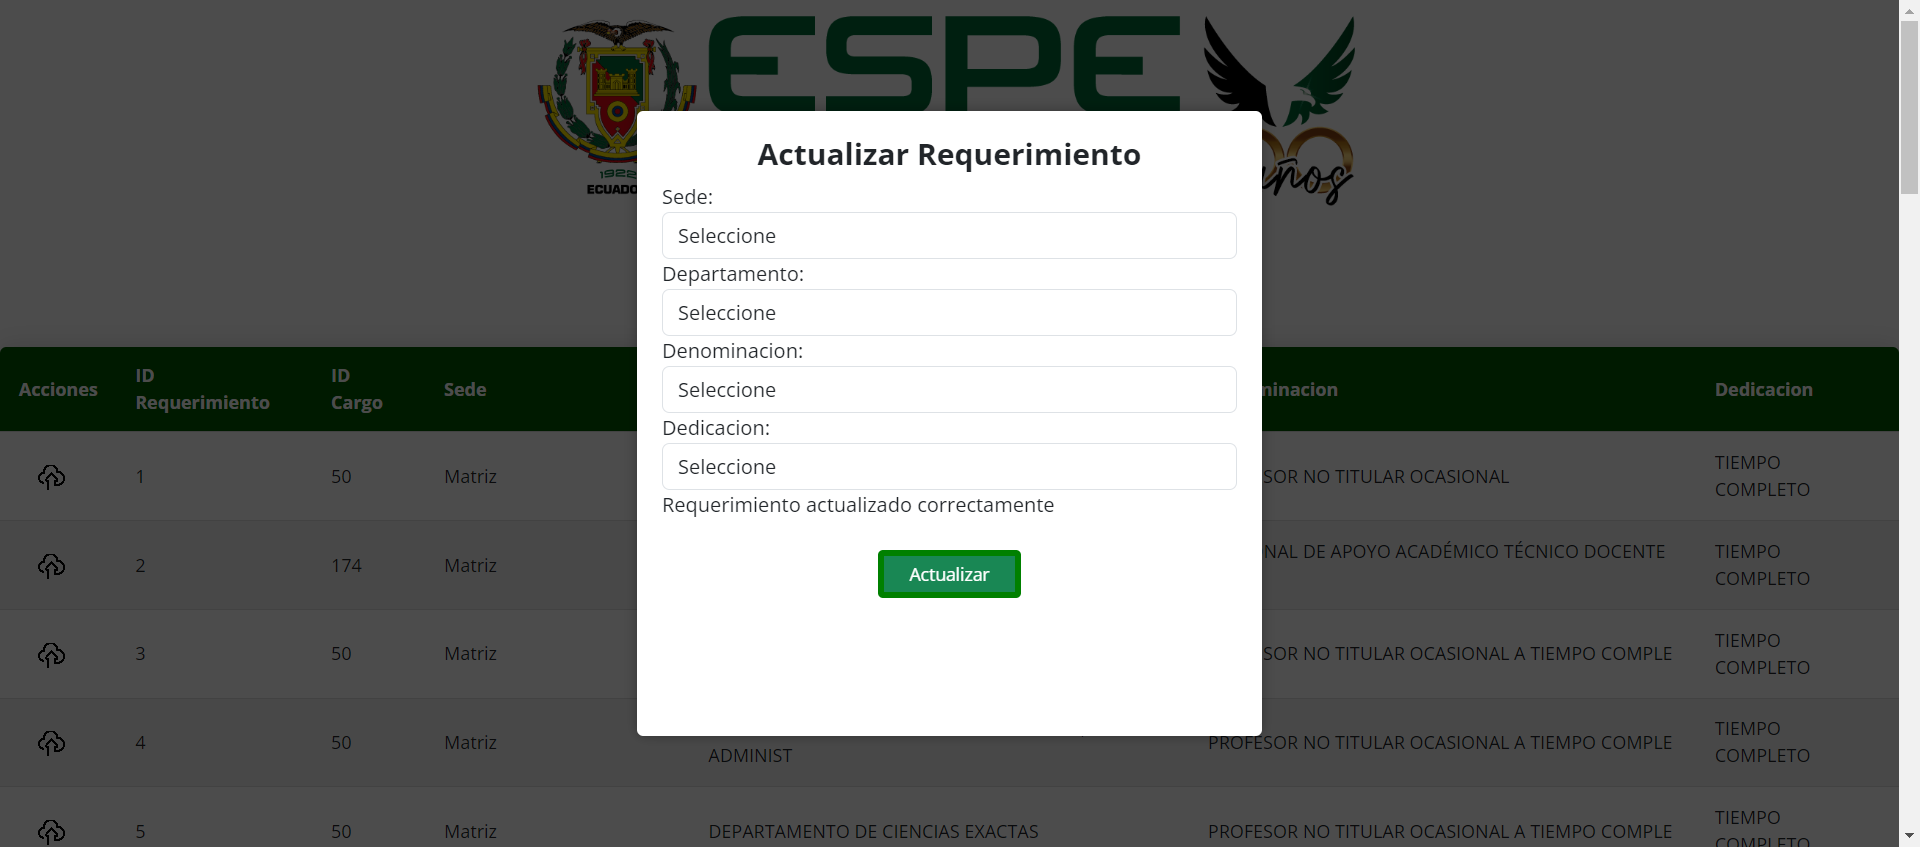 ESPE
1922
ECUADO
años
Actualizar Requerimiento
Sede:
Seleccione
Departamento:
Seleccione
Denominacion:
Seleccione
Dedicacion:
Seleccione
Requerimiento actualizado correctamente
Actualizar
Acciones ID Requerimiento ID Cargo Sede minacion Dedicacion
1 50 Matriz SOR NO TITULAR OCASIONAL TIEMPO COMPLETO
2 174 Matriz NAL DE APOYO ACADÉMICO TÉCNICO DOCENTE TIEMPO COMPLETO
3 50 Matriz SOR NO TITULAR OCASIONAL A TIEMPO COMPLE TIEMPO COMPLETO
4 50 Matriz ADMINIST PROFESOR NO TITULAR OCASIONAL A TIEMPO COMPLE TIEMPO COMPLETO
5 50 Matriz DEPARTAMENTO DE CIENCIAS EXACTAS PROFESOR NO TITULAR OCASIONAL A TIEMPO COMPLE TIEMPO COMPLETO